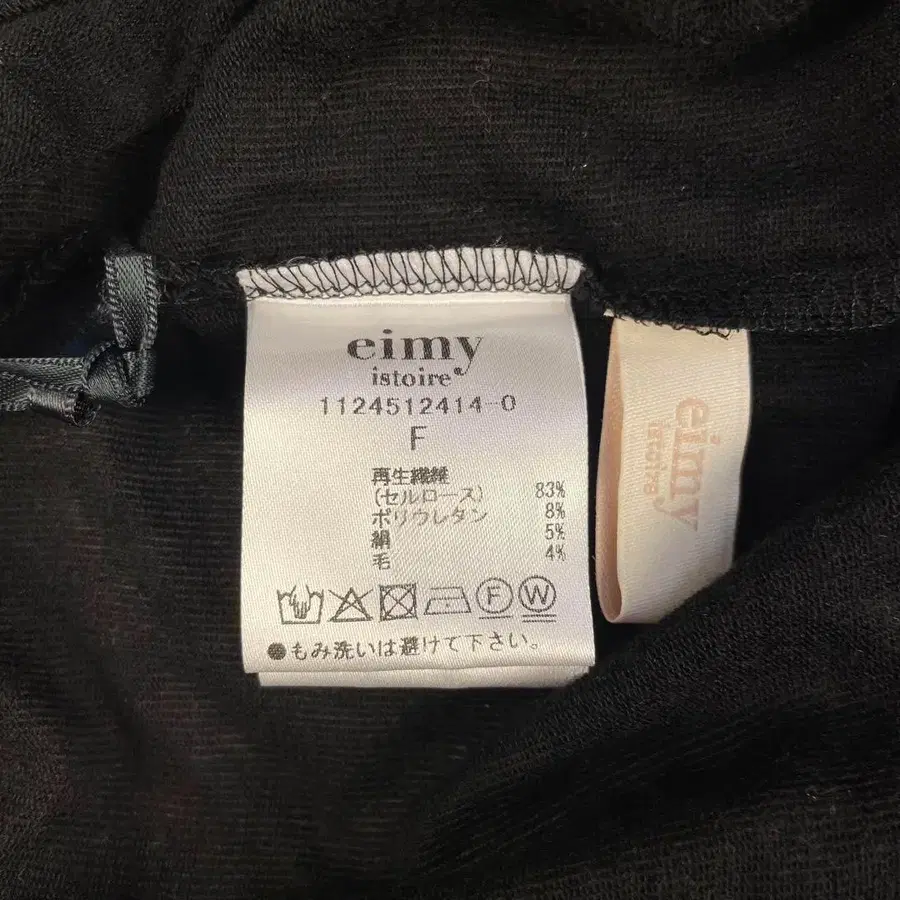 eimy
istoire®
1124512414-0
F
再生繊維
(セルロース) 83%
ポリウレタン 8%
絹 5%
毛 4%
F W
●もみ洗いは避けて下さい。
eimy
istoire®